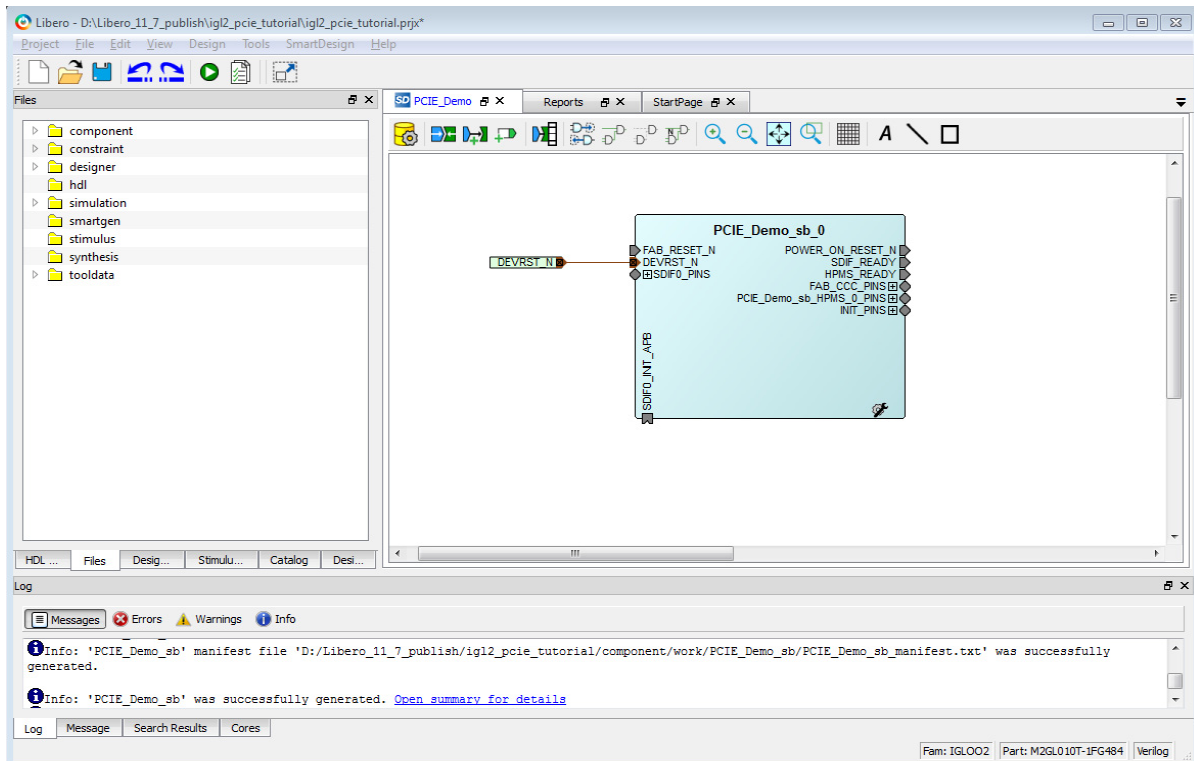 Libero - D:\Libero_11_7_publish\igl2_pcie_tutorial\igl2_pcie_tutorial.prjx*
Project File Edit View Design Tools SmartDesign Help
Files
component
constraint
designer
hdl
simulation
smartgen
stimulus
synthesis
tooldata
HDL ... Files Desig... Stimulu... Catalog Desi...
SD PCIE_Demo Reports StartPage
A
PCIE_Demo_sb_0
FAB_RESET_N POWER_ON_RESET_N
DEVRST_N DEVRST_N SDIF_READY
SDIF0_PINS HPMS_READY
FAB_CCC_PINS
PCIE_Demo_sb_HPMS_0_PINS
INIT_PINS
SDIF0_INIT_APB
Log
Messages Errors Warnings Info
Info: 'PCIE_Demo_sb' manifest file 'D:/Libero_11_7_publish/igl2_pcie_tutorial/component/work/PCIE_Demo_sb/PCIE_Demo_sb_manifest.txt' was successfully
generated.
Info: 'PCIE_Demo_sb' was successfully generated. Open summary for details
Log Message Search Results Cores
Fam: IGLOO2 Part: M2GL010T-1FG484 Verilog